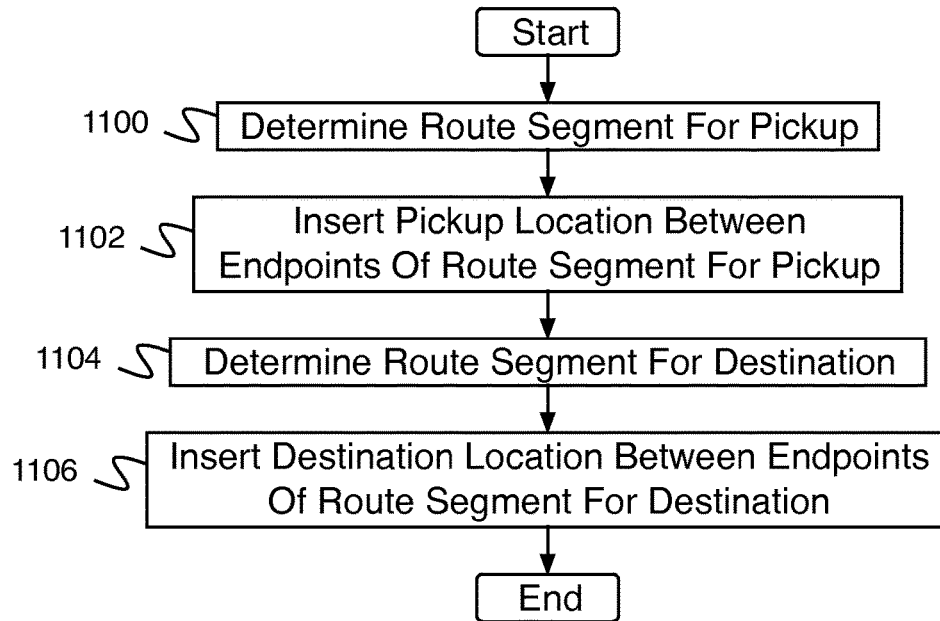 Start
1100
Determine Route Segment For Pickup
1102
Insert Pickup Location Between
Endpoints Of Route Segment For Pickup
1104
Determine Route Segment For Destination
1106
Insert Destination Location Between Endpoints
Of Route Segment For Destination
End